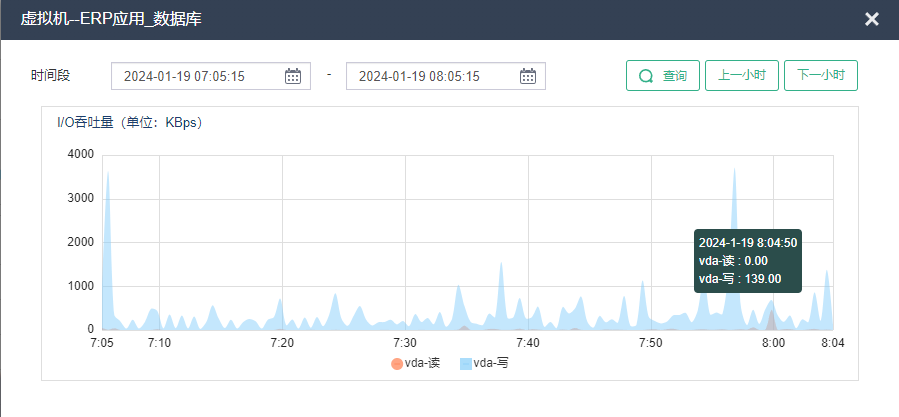 虚拟机--ERP应用_数据库
时间段 2024-01-19 07:05:15 - 2024-01-19 08:05:15 查询 上一小时 下一小时
I/O吞吐量（单位：KBps）
4000
3000
2000
1000
0
2024-1-19 8:04:50
vda-读 : 0.00
vda-写 : 139.00
7:05 7:10 7:20 7:30 7:40 7:50 8:00 8:04
vda-读 vda-写